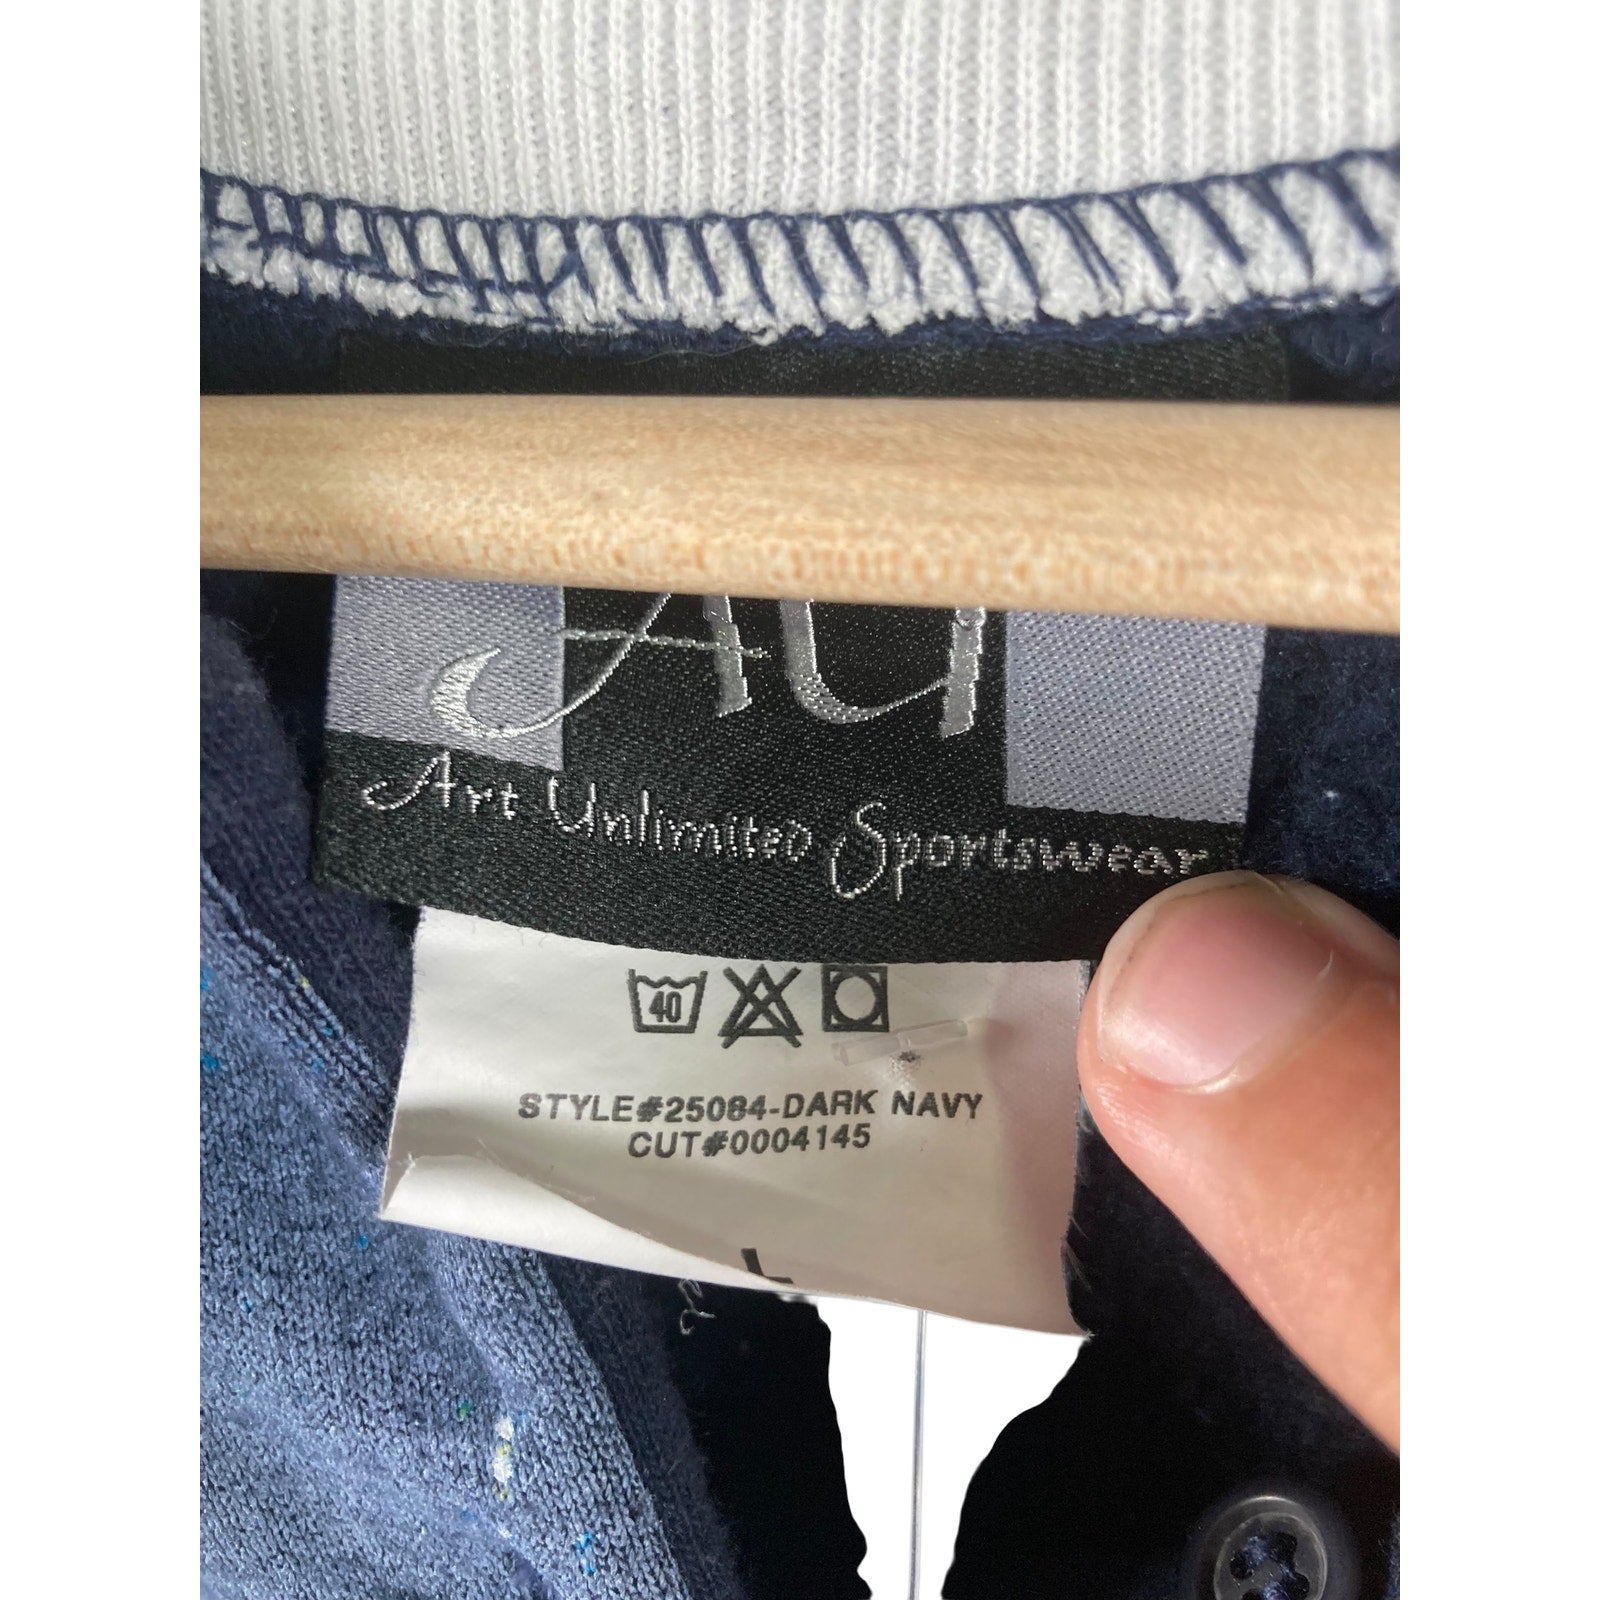 AU
Art Unlimited Sportswear
40
STYLE#25084-DARK NAVY
CUT#0004145
L